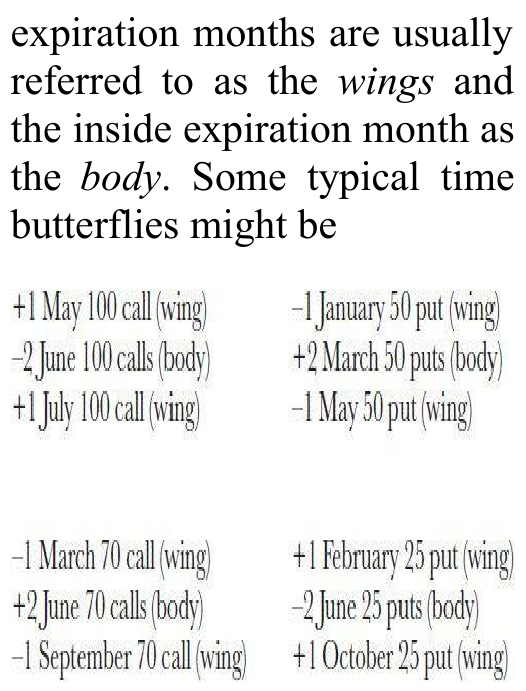 expiration months are usually
referred to as the wings and
the inside expiration month as
the body. Some typical time
butterflies might be
+1 May 100 call (wing)
–2 June 100 calls (body)
+1 July 100 call (wing)
–1 January 50 put (wing)
+2 March 50 puts (body)
–1 May 50 put (wing)
–1 March 70 call (wing)
+2 June 70 calls (body)
–1 September 70 call (wing)
+1 February 25 put (wing)
–2 June 25 puts (body)
+1 October 25 put (wing)